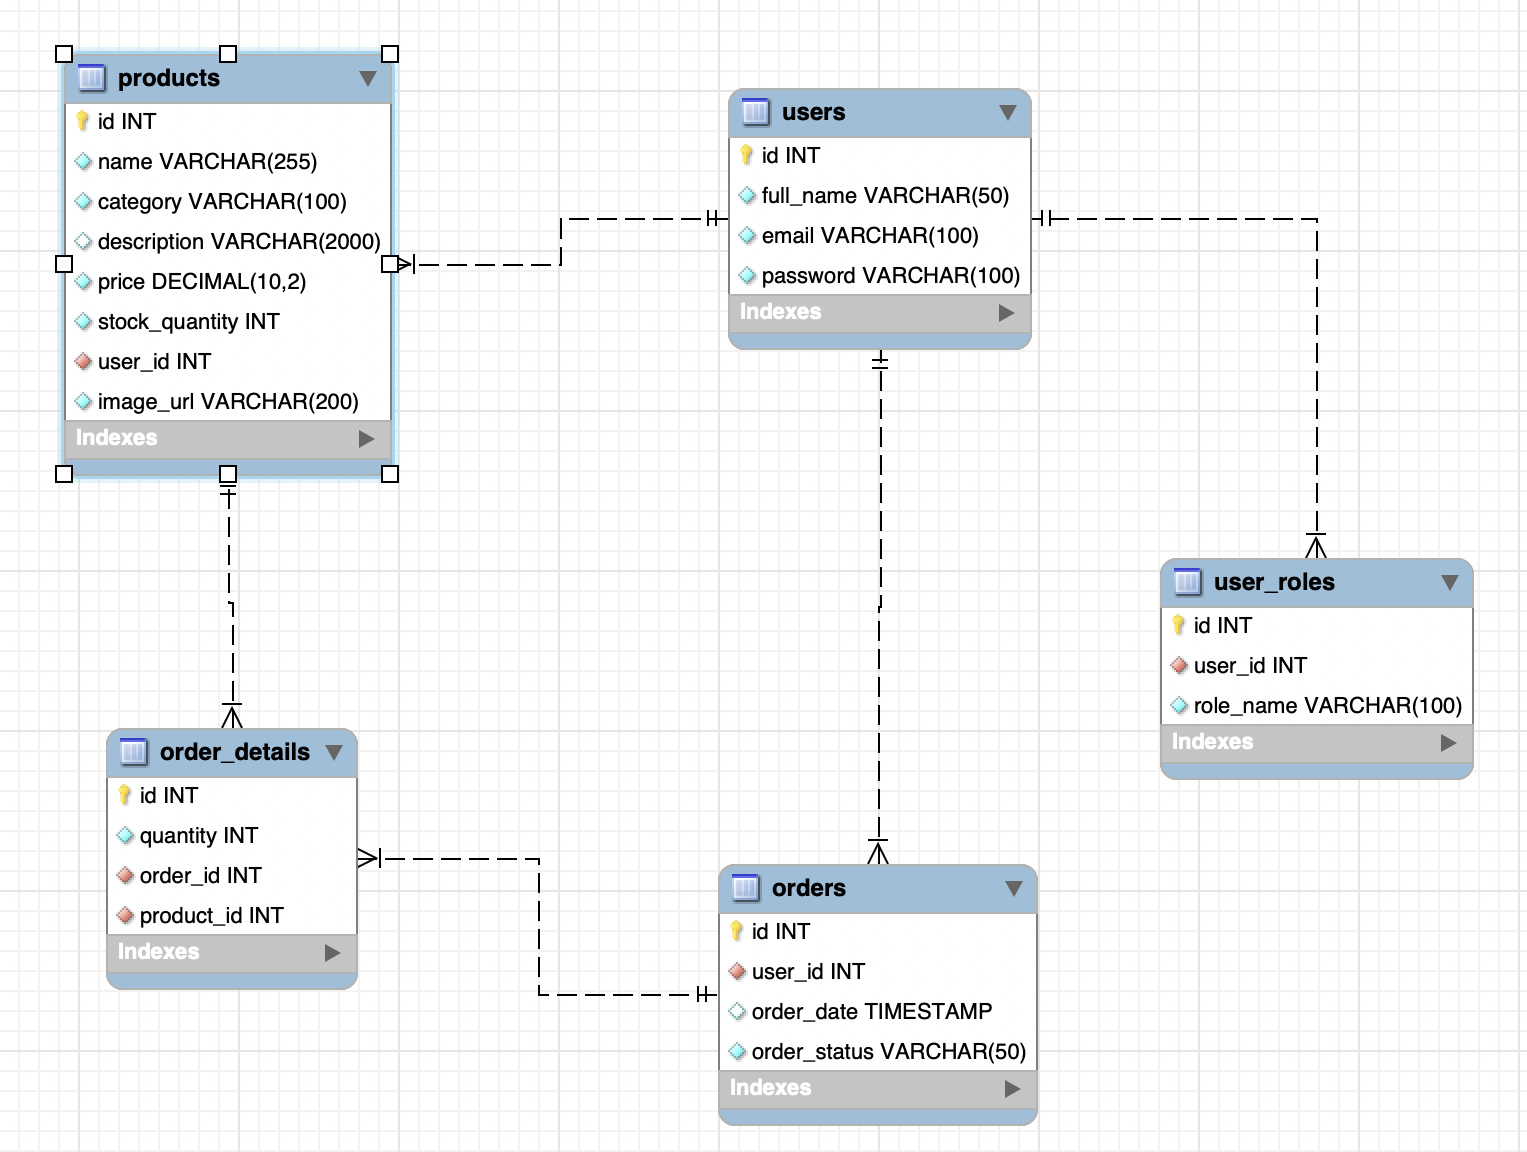 products
id INT
name VARCHAR(255)
category VARCHAR(100)
description VARCHAR(2000)
price DECIMAL(10,2)
stock_quantity INT
user_id INT
image_url VARCHAR(200)
Indexes
users
id INT
full_name VARCHAR(50)
email VARCHAR(100)
password VARCHAR(100)
Indexes
user_roles
id INT
user_id INT
role_name VARCHAR(100)
Indexes
order_details
id INT
quantity INT
order_id INT
product_id INT
Indexes
orders
id INT
user_id INT
order_date TIMESTAMP
order_status VARCHAR(50)
Indexes